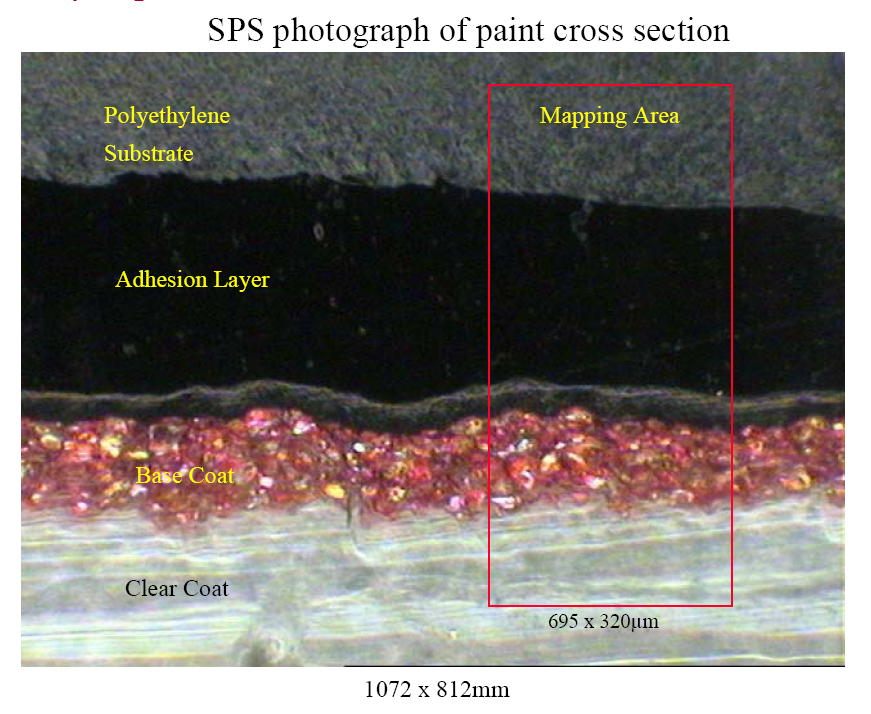 SPS photograph of paint cross section
Polyethylene
Substrate
Mapping Area
Adhesion Layer
Base Coat
Clear Coat
695 x 320µm
1072 x 812mm